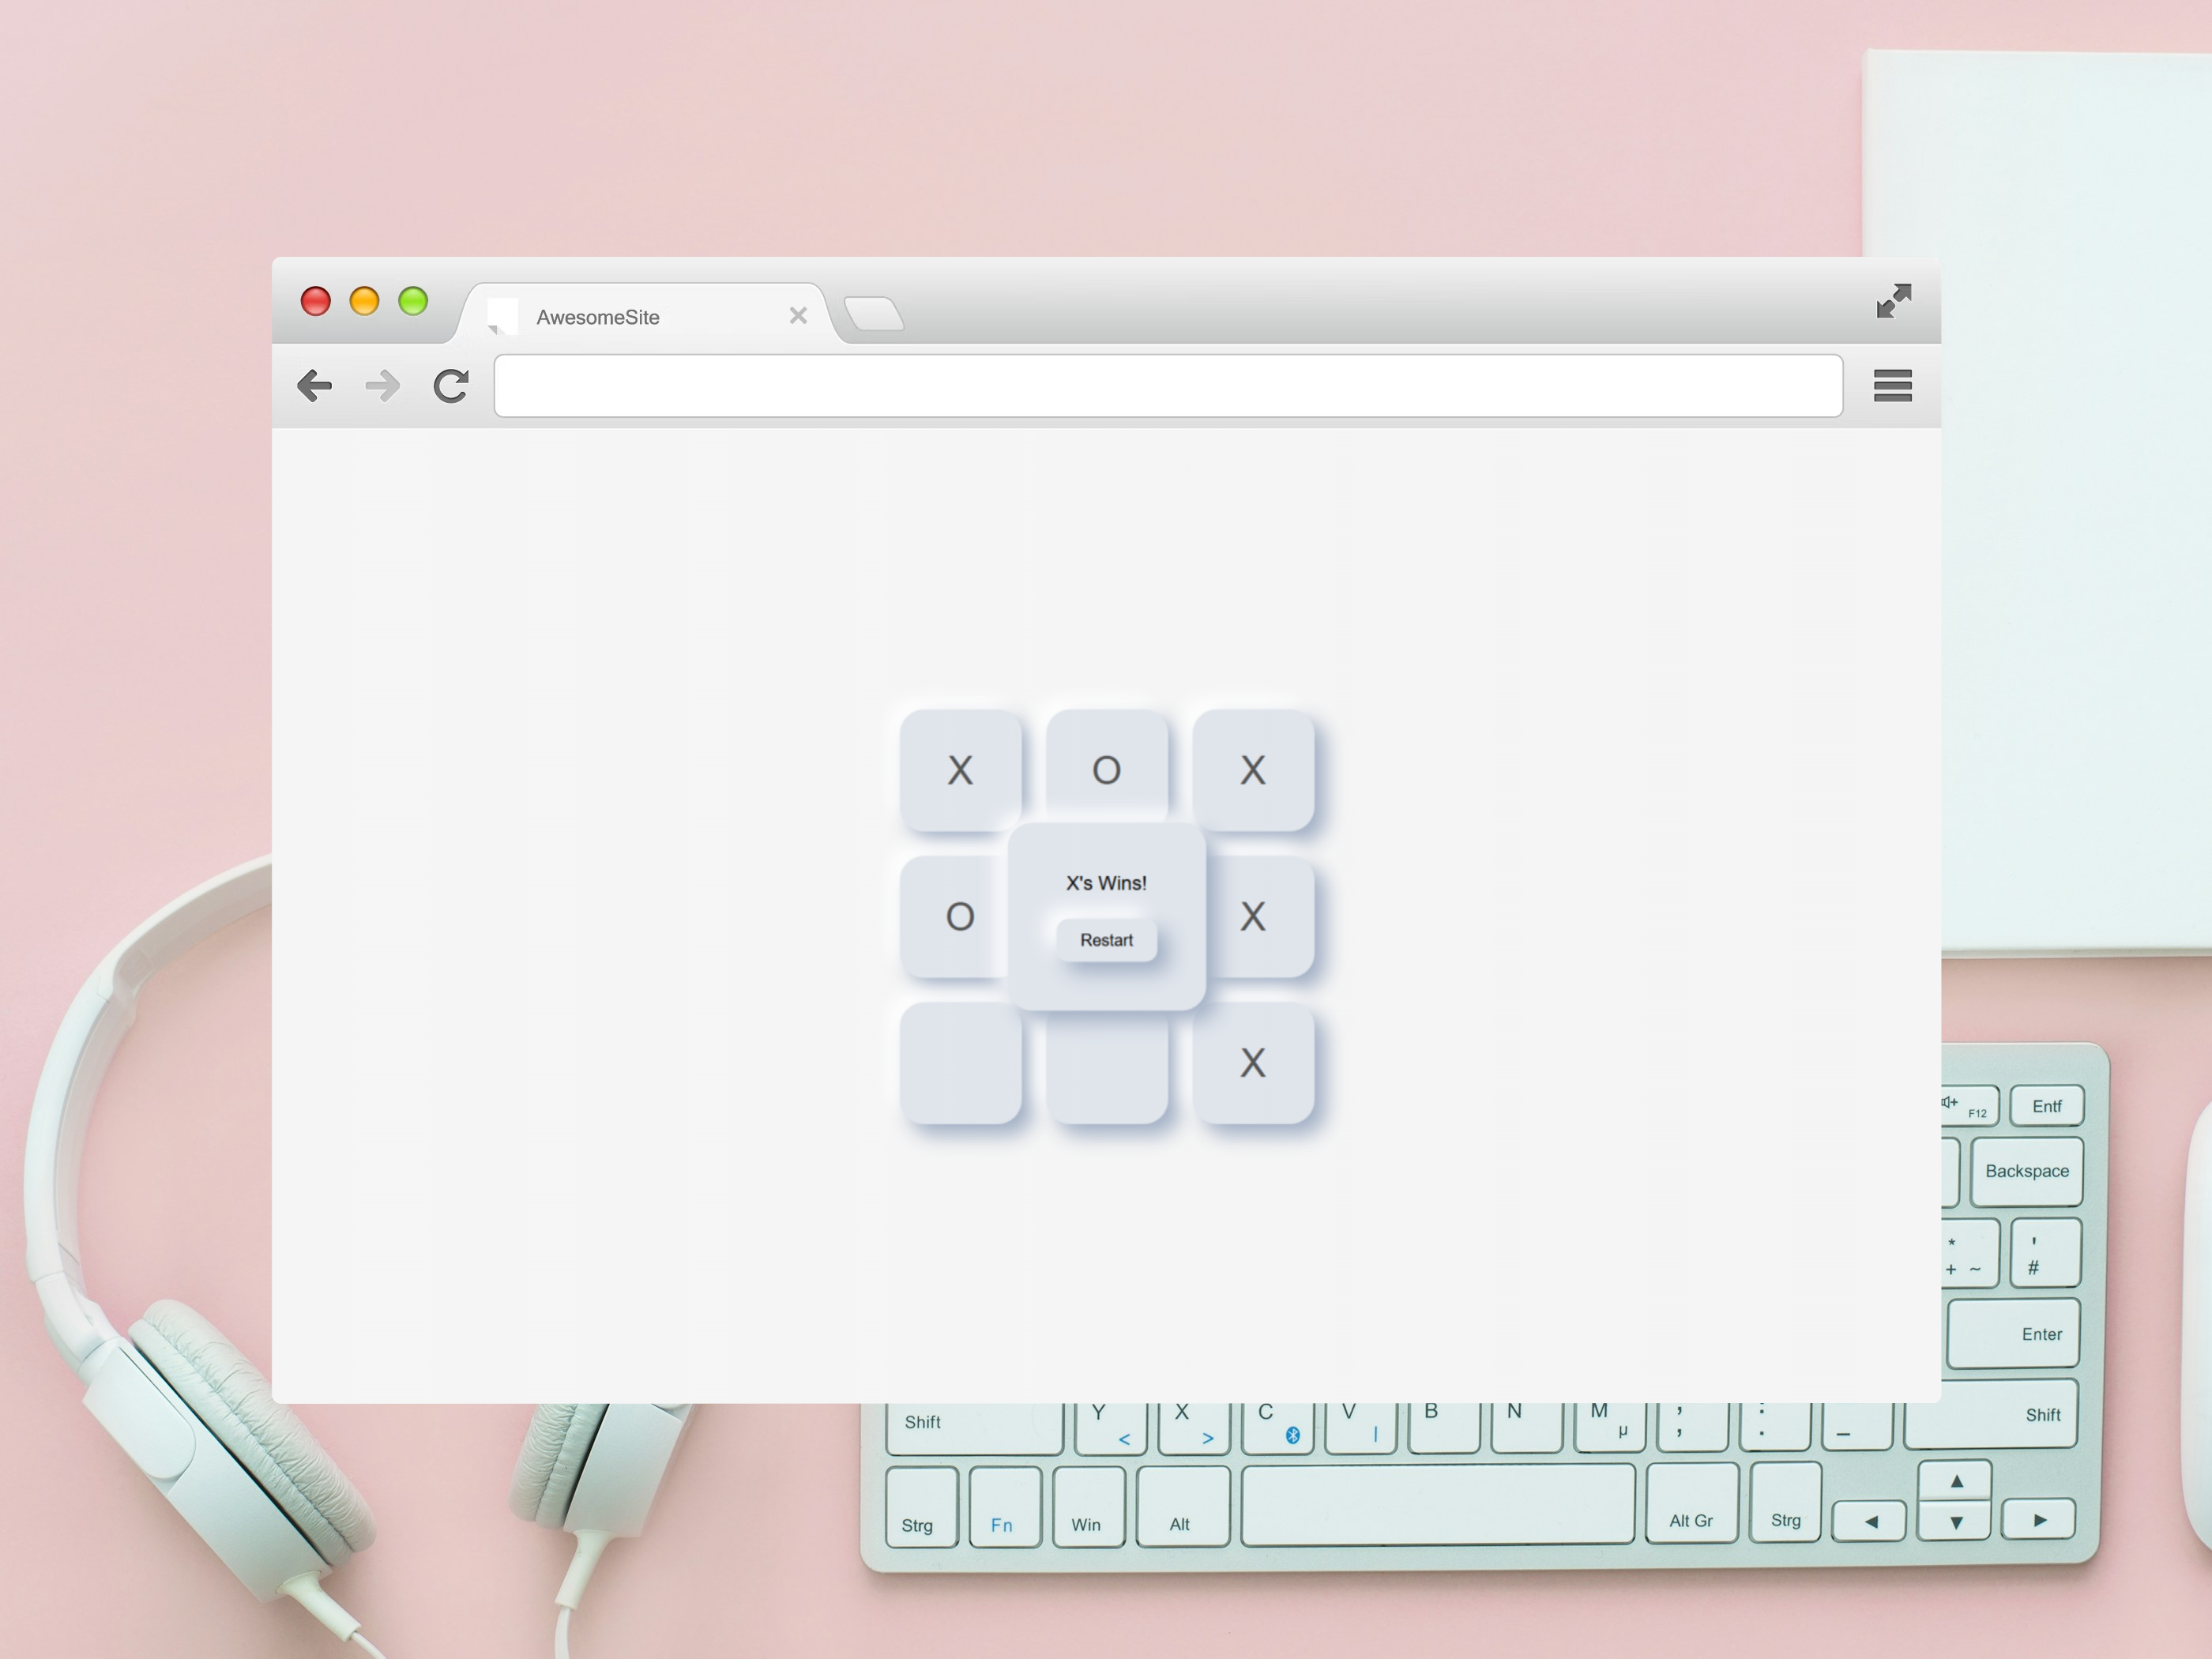 AwesomeSite
X O X
X's Wins!
O X
Restart
X
F12 Entf
Backspace
* '
+ ~ #
Enter
Shift Y X C V B N M ; : Shift
< > | µ , . _
Strg Fn Win Alt Alt Gr Strg